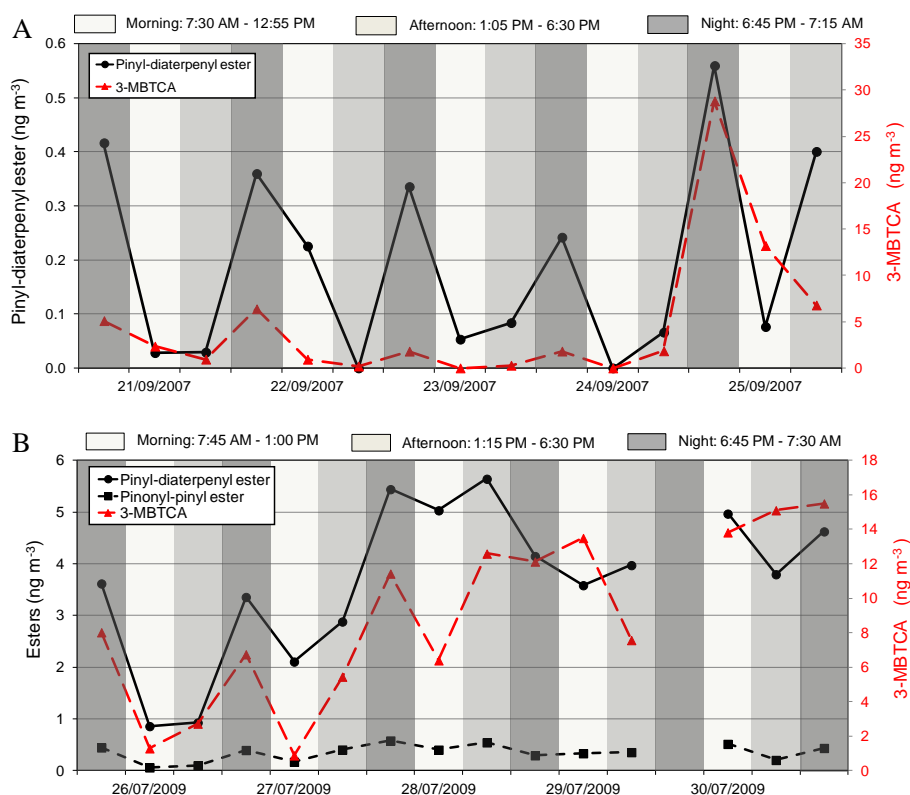 A
Morning: 7:30 AM - 12:55 PM
Afternoon: 1:05 PM - 6:30 PM
Night: 6:45 PM - 7:15 AM
Pinyl-diaterpenyl ester (ng m-3)
0.6
0.5
0.4
0.3
0.2
0.1
0.0
Pinyl-diaterpenyl ester
3-MBTCA
35
30
25
20
15
10
5
0
3-MBTCA (ng m-3)
21/09/2007
22/09/2007
23/09/2007
24/09/2007
25/09/2007
B
Morning: 7:45 AM - 1:00 PM
Afternoon: 1:15 PM - 6:30 PM
Night: 6:45 PM - 7:30 AM
Esters (ng m-3)
6
5
4
3
2
1
0
Pinyl-diaterpenyl ester
Pinonyl-pinyl ester
3-MBTCA
18
16
14
12
10
8
6
4
2
0
3-MBTCA (ng m-3)
26/07/2009
27/07/2009
28/07/2009
29/07/2009
30/07/2009